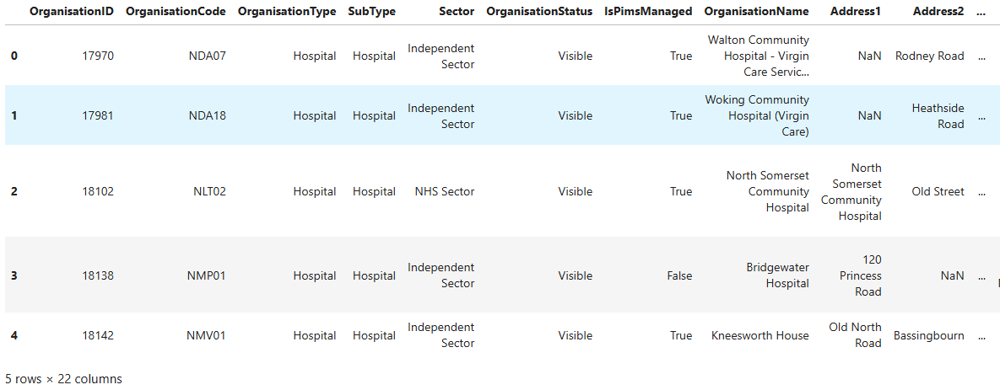 OrganisationID OrganisationCode OrganisationType SubType Sector OrganisationStatus IsPimsManaged OrganisationName Address1 Address2 ...
0 17970 NDA07 Hospital Hospital Independent Sector Visible True Walton Community Hospital - Virgin Care Servic... NaN Rodney Road ...
1 17981 NDA18 Hospital Hospital Independent Sector Visible True Woking Community Hospital (Virgin Care) NaN Heathside Road ...
2 18102 NLT02 Hospital Hospital NHS Sector Visible True North Somerset Community Hospital North Somerset Community Hospital Old Street ...
3 18138 NMP01 Hospital Hospital Independent Sector Visible False Bridgewater Hospital 120 Princess Road NaN ...
4 18142 NMV01 Hospital Hospital Independent Sector Visible True Kneesworth House Old North Road Bassingbourn ...
5 rows × 22 columns